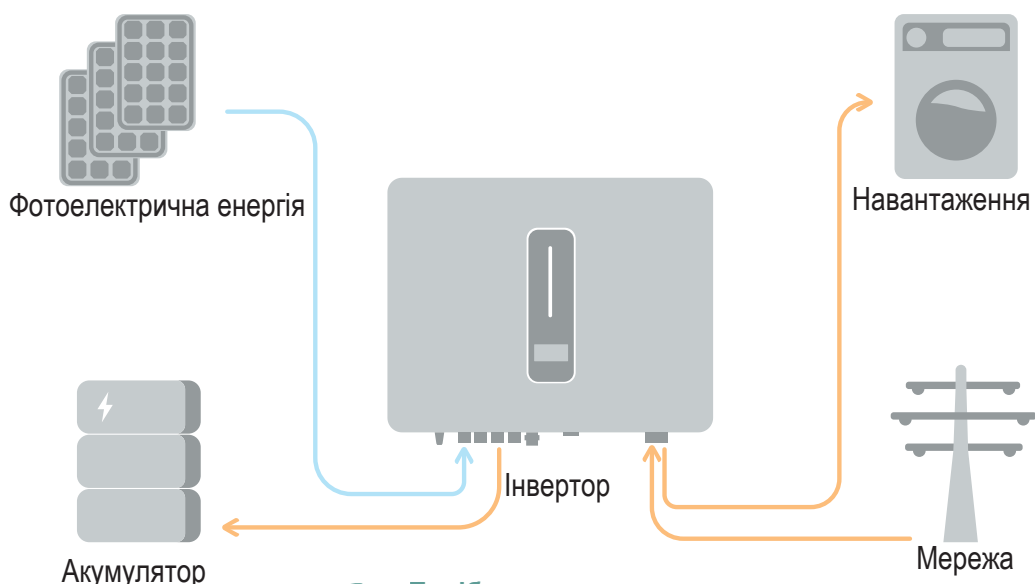 Фотоелектрична енергія
Навантаження
Інвертор
Акумулятор
Мережа